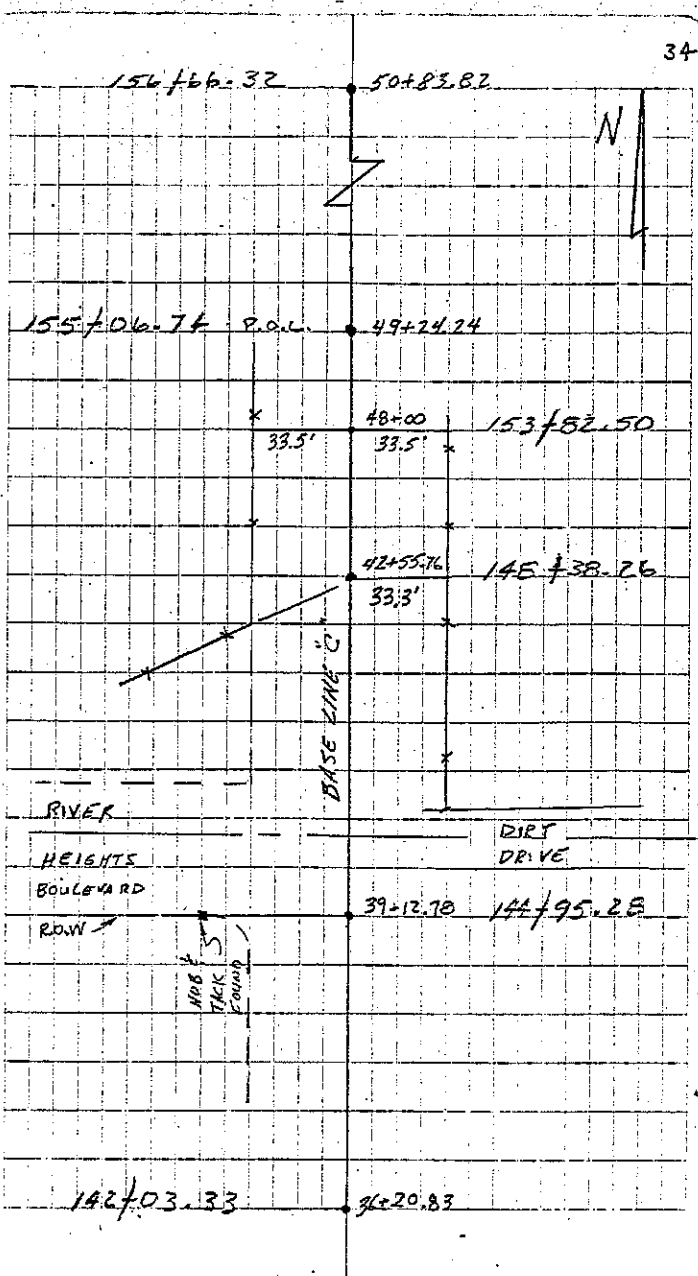 34
156+66.32 50+83.82
N
155+06.74 P.O.L. 49+24.24
48+00 153+82.50
33.5' 33.5'
42+55.76 148+38.26
33.3'
BASE LINE "C"
RIVER
HEIGHTS
BOULEVARD
R.O.W
DIRT
DRIVE
39+12.78 144+95.28
HUB &
TACK
FOUND
142+03.33 36+20.83